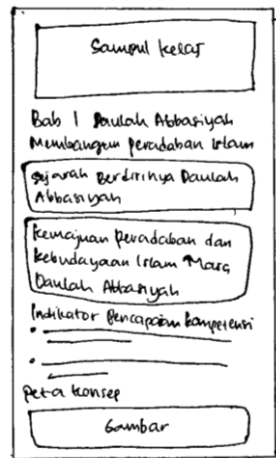 Sampul kelas
Bab 1 Daulah Abbasiyah
Membangun peradaban Islam
Sejarah Berdirinya Daulah
Abbasiyah
Kemajuan Peradaban dan
kebudayaan Islam Masa
Daulah Abbasiyah
Indikator Pencapaian kompetensi
Peta konsep
Gambar